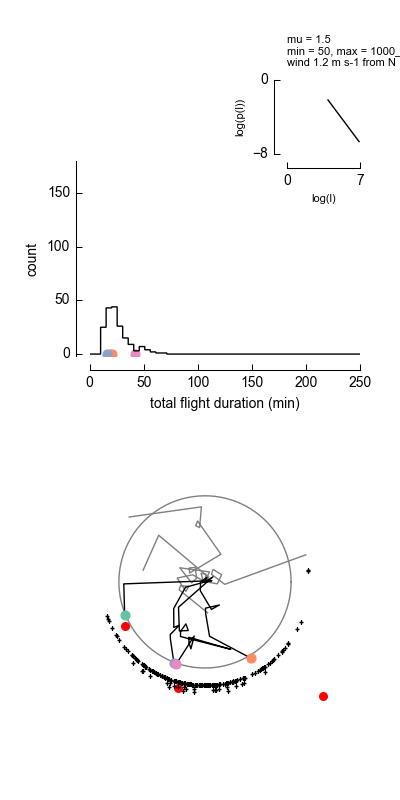 mu = 1.5
min = 50, max = 1000_
wind 1.2 m s-1 from N
0
log(p(l))
−8
0
7
log(l)
150
100
50
0
count
0
50
100
150
200
250
total flight duration (min)